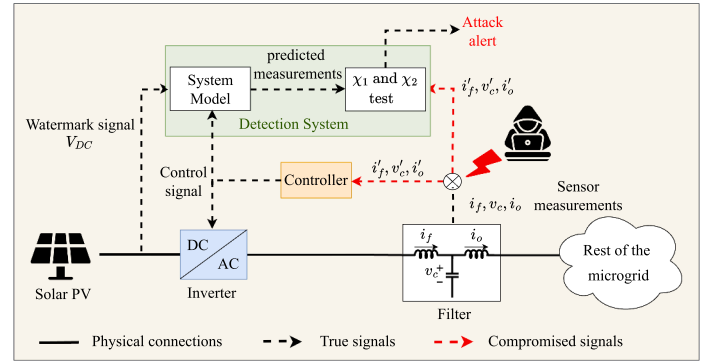 Attack
alert
predicted
measurements
System
Model
χ₁ and χ₂
test
i′f, v′c, i′o
Detection System
Watermark signal
VDC
Control
signal
Controller
i′f, v′c, i′o
Sensor
measurements
if, vc, io
DC
AC
if
io
vc
+
−
Rest of the
microgrid
Solar PV
Inverter
Filter
Physical connections
True signals
Compromised signals